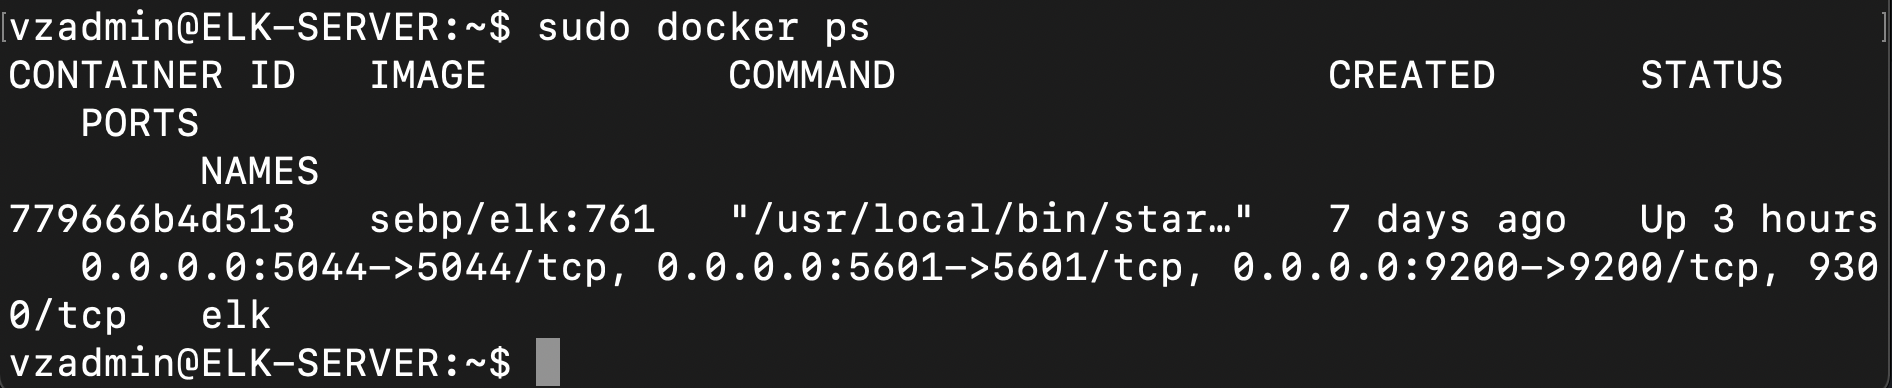 [vzadmin@ELK-SERVER:~$ sudo docker ps ]
CONTAINER ID   IMAGE          COMMAND                  CREATED      STATUS
   PORTS
        NAMES
779666b4d513   sebp/elk:761   "/usr/local/bin/star…"   7 days ago   Up 3 hours
   0.0.0.0:5044->5044/tcp, 0.0.0.0:5601->5601/tcp, 0.0.0.0:9200->9200/tcp, 930
0/tcp   elk
vzadmin@ELK-SERVER:~$